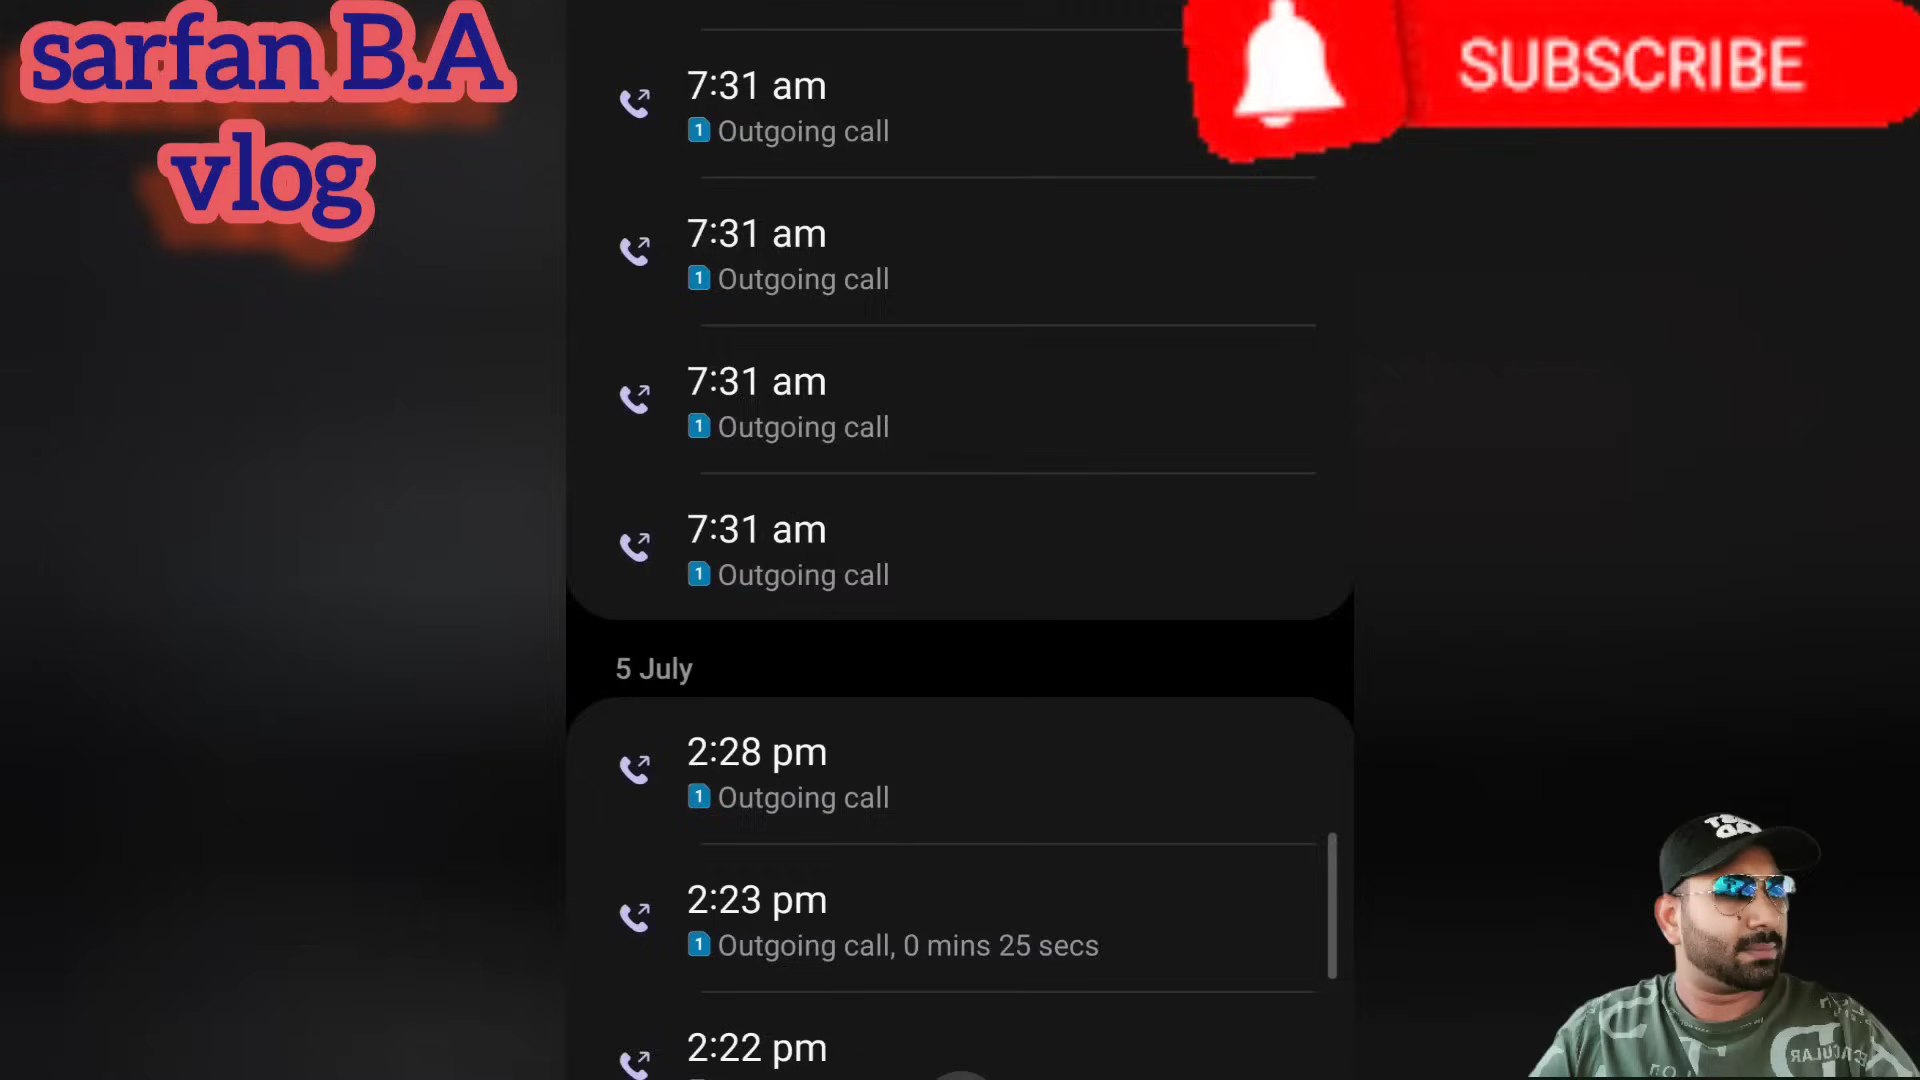 sarfan B.A
vlog
SUBSCRIBE
7:31 am
1 Outgoing call
7:31 am
1 Outgoing call
7:31 am
1 Outgoing call
7:31 am
1 Outgoing call
5 July
2:28 pm
1 Outgoing call
2:23 pm
1 Outgoing call, 0 mins 25 secs
2:22 pm